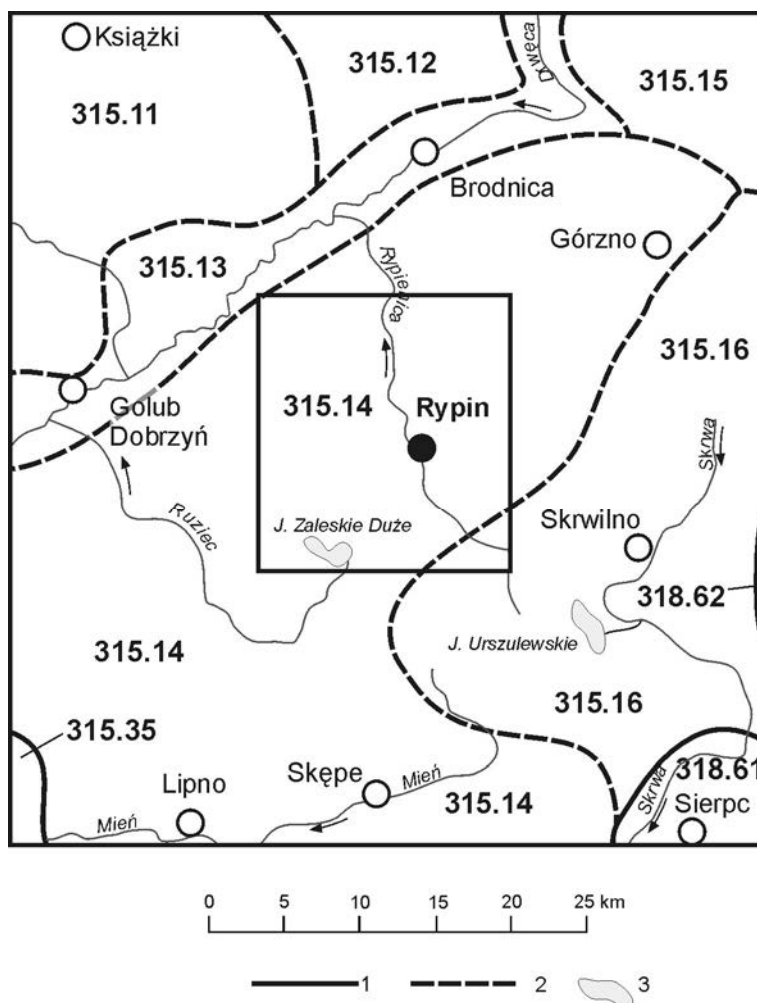 Książki
315.12
Drwęca
315.15
315.11
Brodnica
Górzno
315.13
Rypienica
315.16
315.14
Rypin
Golub
Dobrzyń
Skrwa
Ruziec
J. Zaleskie Duże
Skrwilno
318.62
J. Urszulewskie
315.14
315.16
315.35
Skępe
Mień
318.61
Lipno
315.14
Skrwa
Sierpc
Mień
0 5 10 15 20 25 km
1 2 3